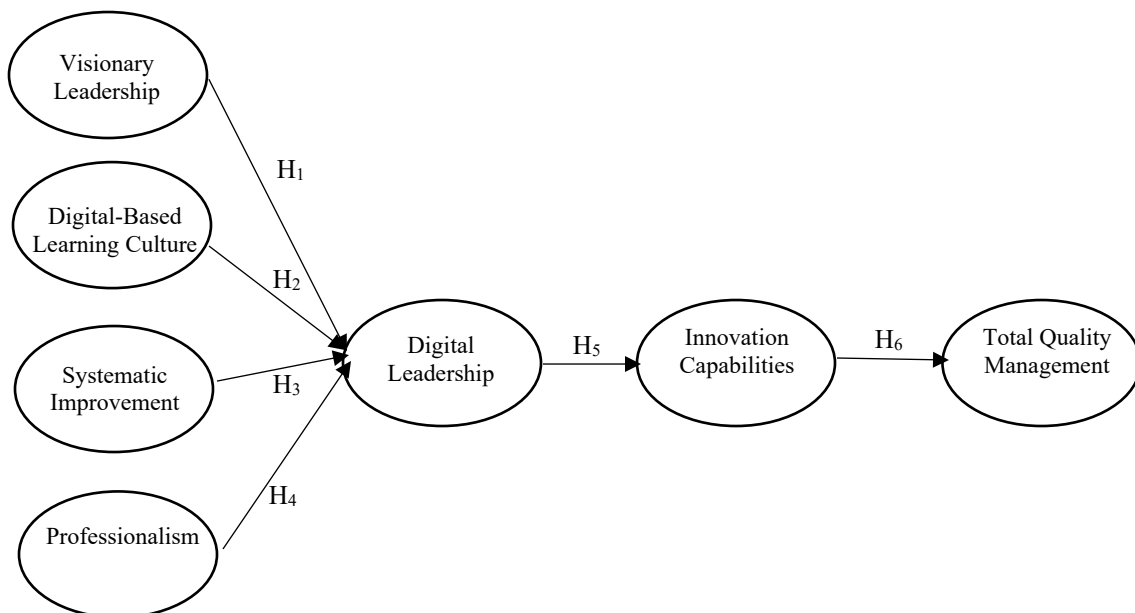 Visionary
Leadership
H₁
Digital-Based
Learning Culture
H₂
Systematic
Improvement
H₃
Professionalism
H₄
Digital
Leadership
H₅
Innovation
Capabilities
H₆
Total Quality
Management